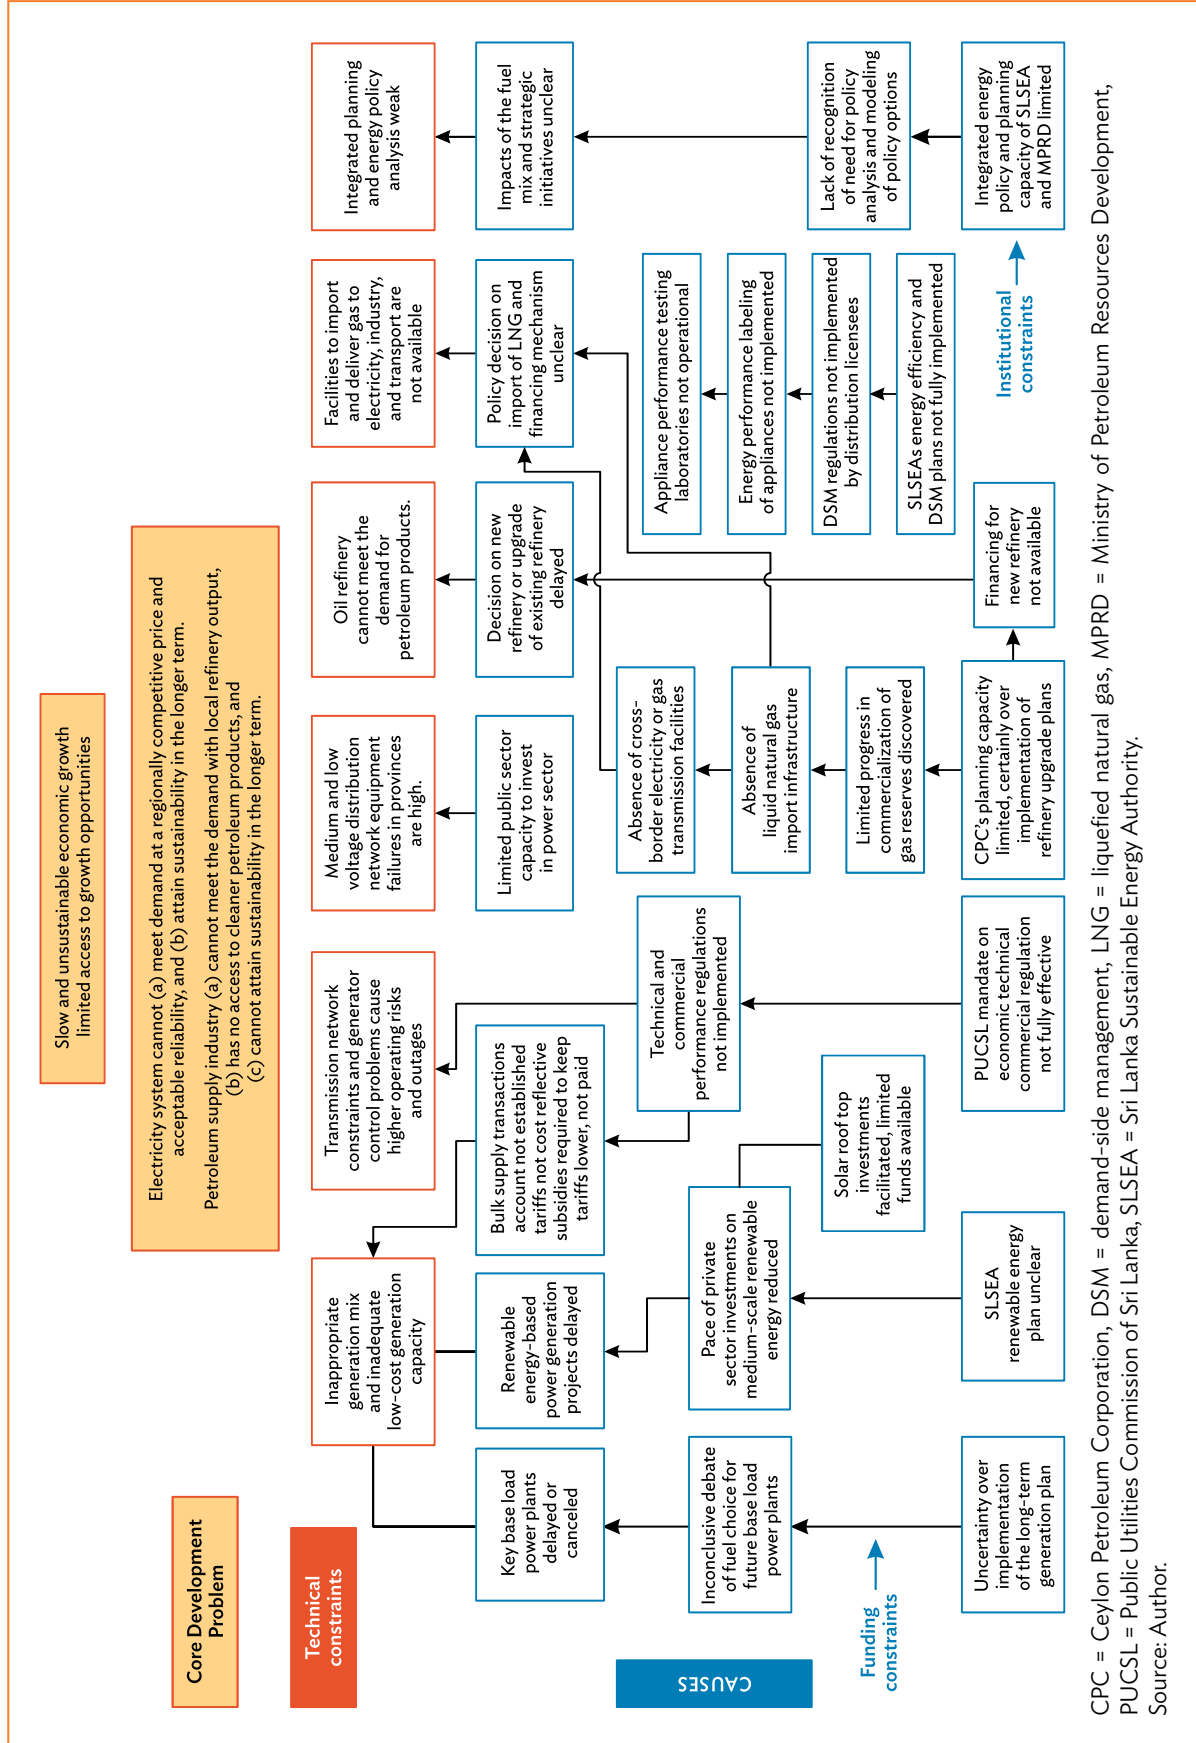 Slow and unsustainable economic growth
limited access to growth opportunities
Core Development
Problem
Electricity system cannot (a) meet demand at a regionally competitive price and
acceptable reliability, and (b) attain sustainability in the longer term.
Petroleum supply industry (a) cannot meet the demand with local refinery output,
(b) has no access to cleaner petroleum products, and
(c) cannot attain sustainability in the longer term.
Technical
constraints
Inappropriate
generation mix
and inadequate
low-cost generation
capacity
Transmission network
constraints and generator
control problems cause
higher operating risks
and outages
Medium and low
voltage distribution
network equipment
failures in provinces
are high.
Oil refinery
cannot meet the
demand for
petroleum products.
Facilities to import
and deliver gas to
electricity, industry,
and transport are
not available
Integrated planning
and energy policy
analysis weak
Key base load
power plants
delayed or
canceled
Renewable
energy-based
power generation
projects delayed
Bulk supply transactions
account not established
tariffs not cost reflective
subsidies required to keep
tariffs lower, not paid
Limited public sector
capacity to invest
in power sector
Decision on new
refinery or upgrade
of existing refinery
delayed
Policy decision on
import of LNG and
financing mechanism
unclear
Impacts of the fuel
mix and strategic
initiatives unclear
CAUSES
Inconclusive debate
of fuel choice for
future base load
power plants
Pace of private
sector investments on
medium-scale renewable
energy reduced
Technical and
commercial
performance regulations
not implemented
Absence of cross-
border electricity or gas
transmission facilities
Absence of
liquid natural gas
import infrastructure
Limited progress in
commercialization of
gas reserves discovered
Appliance performance testing
laboratories not operational
Energy performance labeling
of appliances not implemented
DSM regulations not implemented
by distribution licensees
SLSEAs energy efficiency and
DSM plans not fully implemented
Lack of recognition
of need for policy
analysis and modeling
of policy options
Solar roof top
investments
facilitated, limited
funds available
Funding
constraints
Uncertainty over
implementation
of the long-term
generation plan
SLSEA
renewable energy
plan unclear
PUCSL mandate on
economic technical
commercial regulation
not fully effective
CPC's planning capacity
limited, certainly over
implementation of
refinery upgrade plans
Financing for
new refinery
not available
Institutional
constraints
Integrated energy
policy and planning
capacity of SLSEA
and MPRD limited
CPC = Ceylon Petroleum Corporation, DSM = demand-side management, LNG = liquefied natural gas, MPRD = Ministry of Petroleum Resources Development,
PUCSL = Public Utilities Commission of Sri Lanka, SLSEA = Sri Lanka Sustainable Energy Authority.
Source: Author.